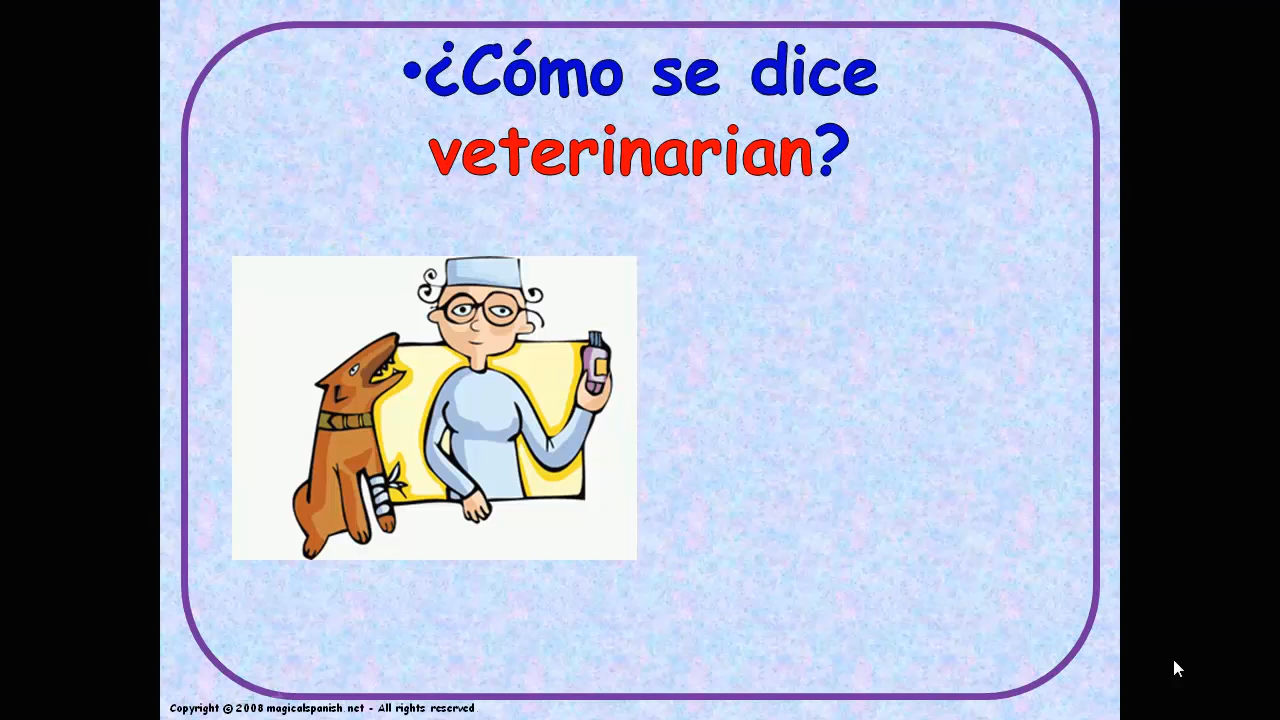 •¿Cómo se dice
veterinarian?
Copyright © 2008 magicalspanish.net - All rights reserved